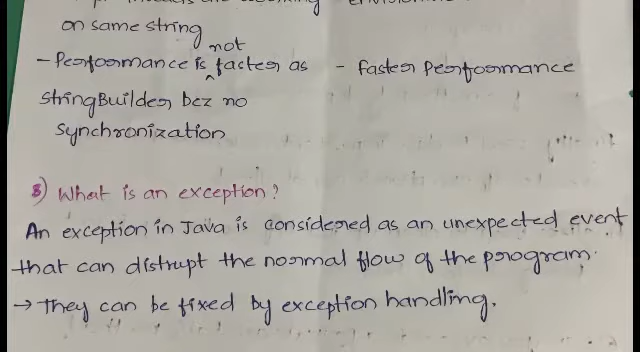 on same string
- Performance is not faster as
- faster Performance
StringBuilder bcz no
Synchronization
8) What is an exception?
An exception in Java is considered as an unexpected event
that can distrupt the normal flow of the program.
→ They can be fixed by exception handling.